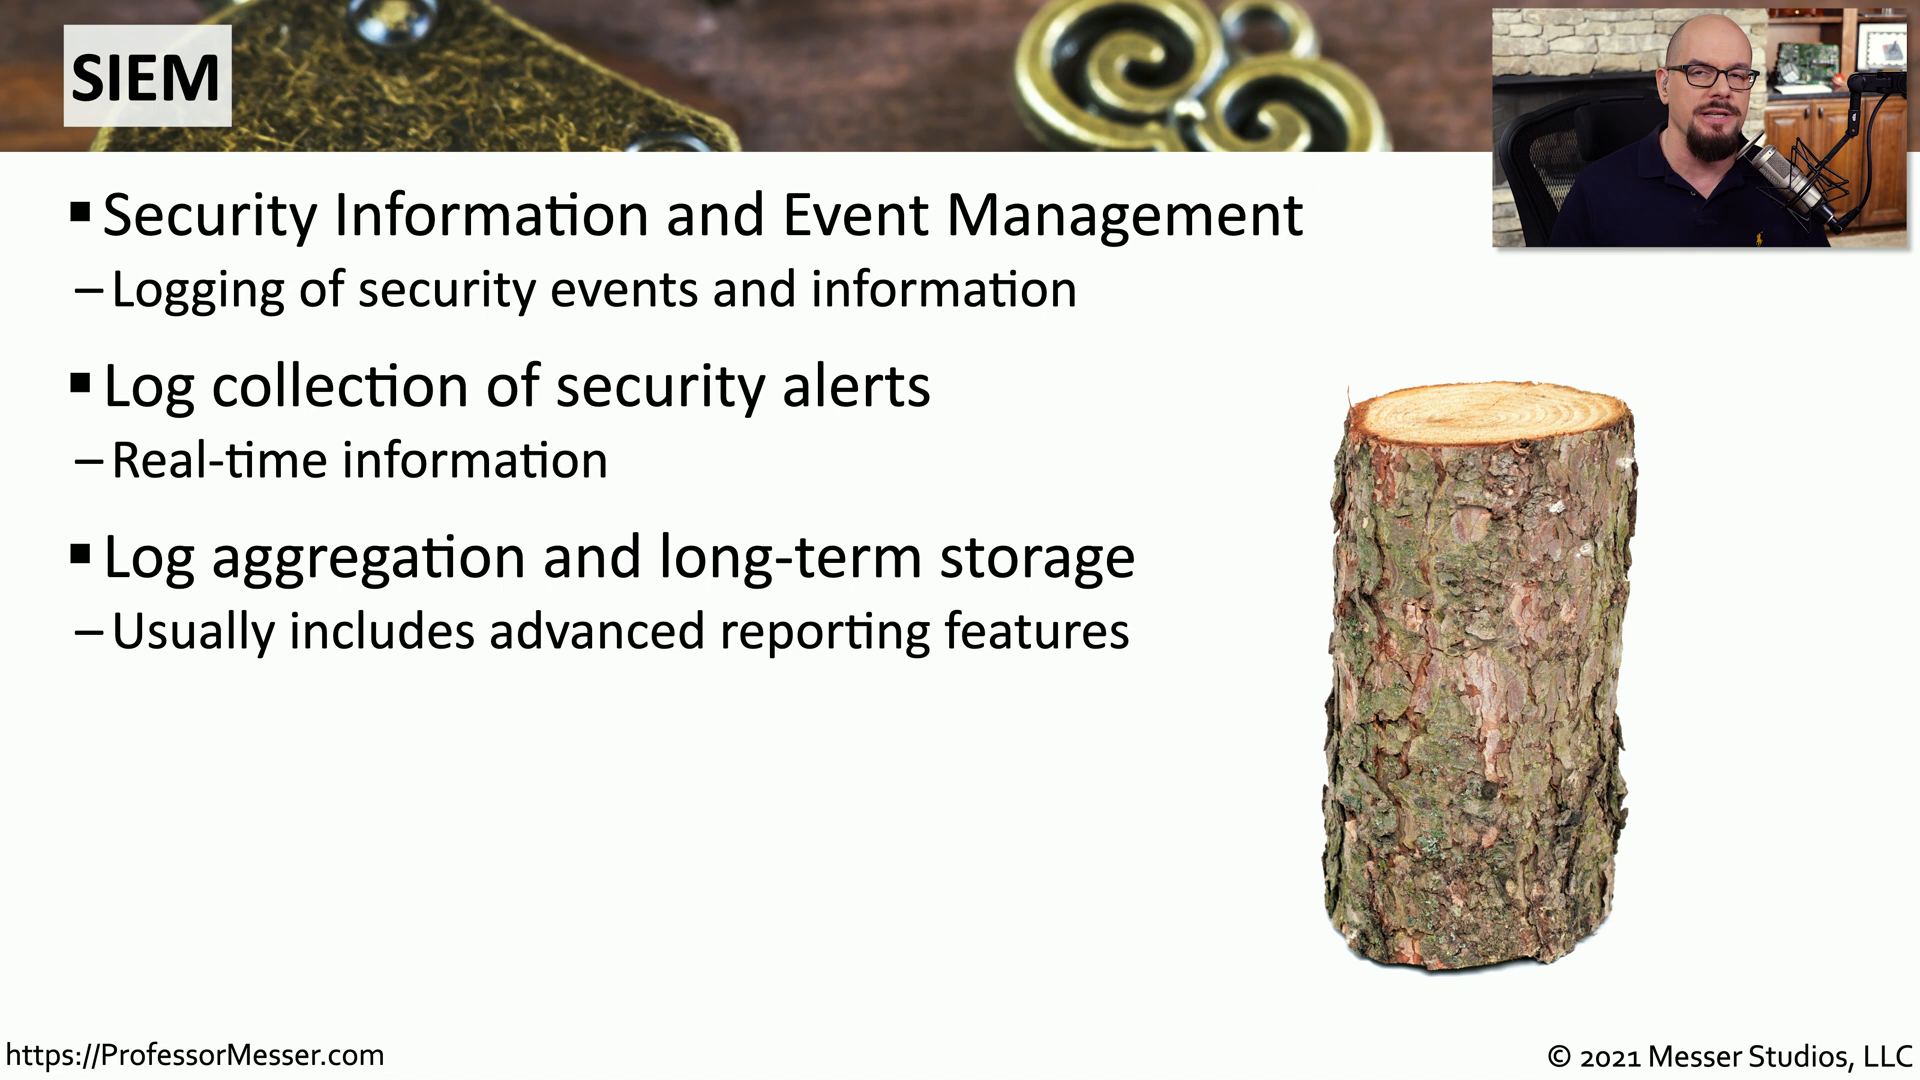 SIEM
▪ Security Information and Event Management
– Logging of security events and information
▪ Log collection of security alerts
– Real-time information
▪ Log aggregation and long-term storage
– Usually includes advanced reporting features
https://ProfessorMesser.com
© 2021 Messer Studios, LLC